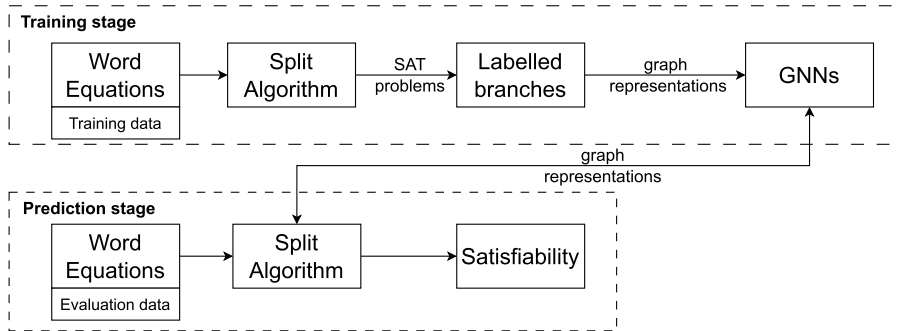 Training stage
Word
Equations
Training data
Split
Algorithm
SAT
problems
Labelled
branches
graph
representations
GNNs
graph
representations
Prediction stage
Word
Equations
Evaluation data
Split
Algorithm
Satisfiability